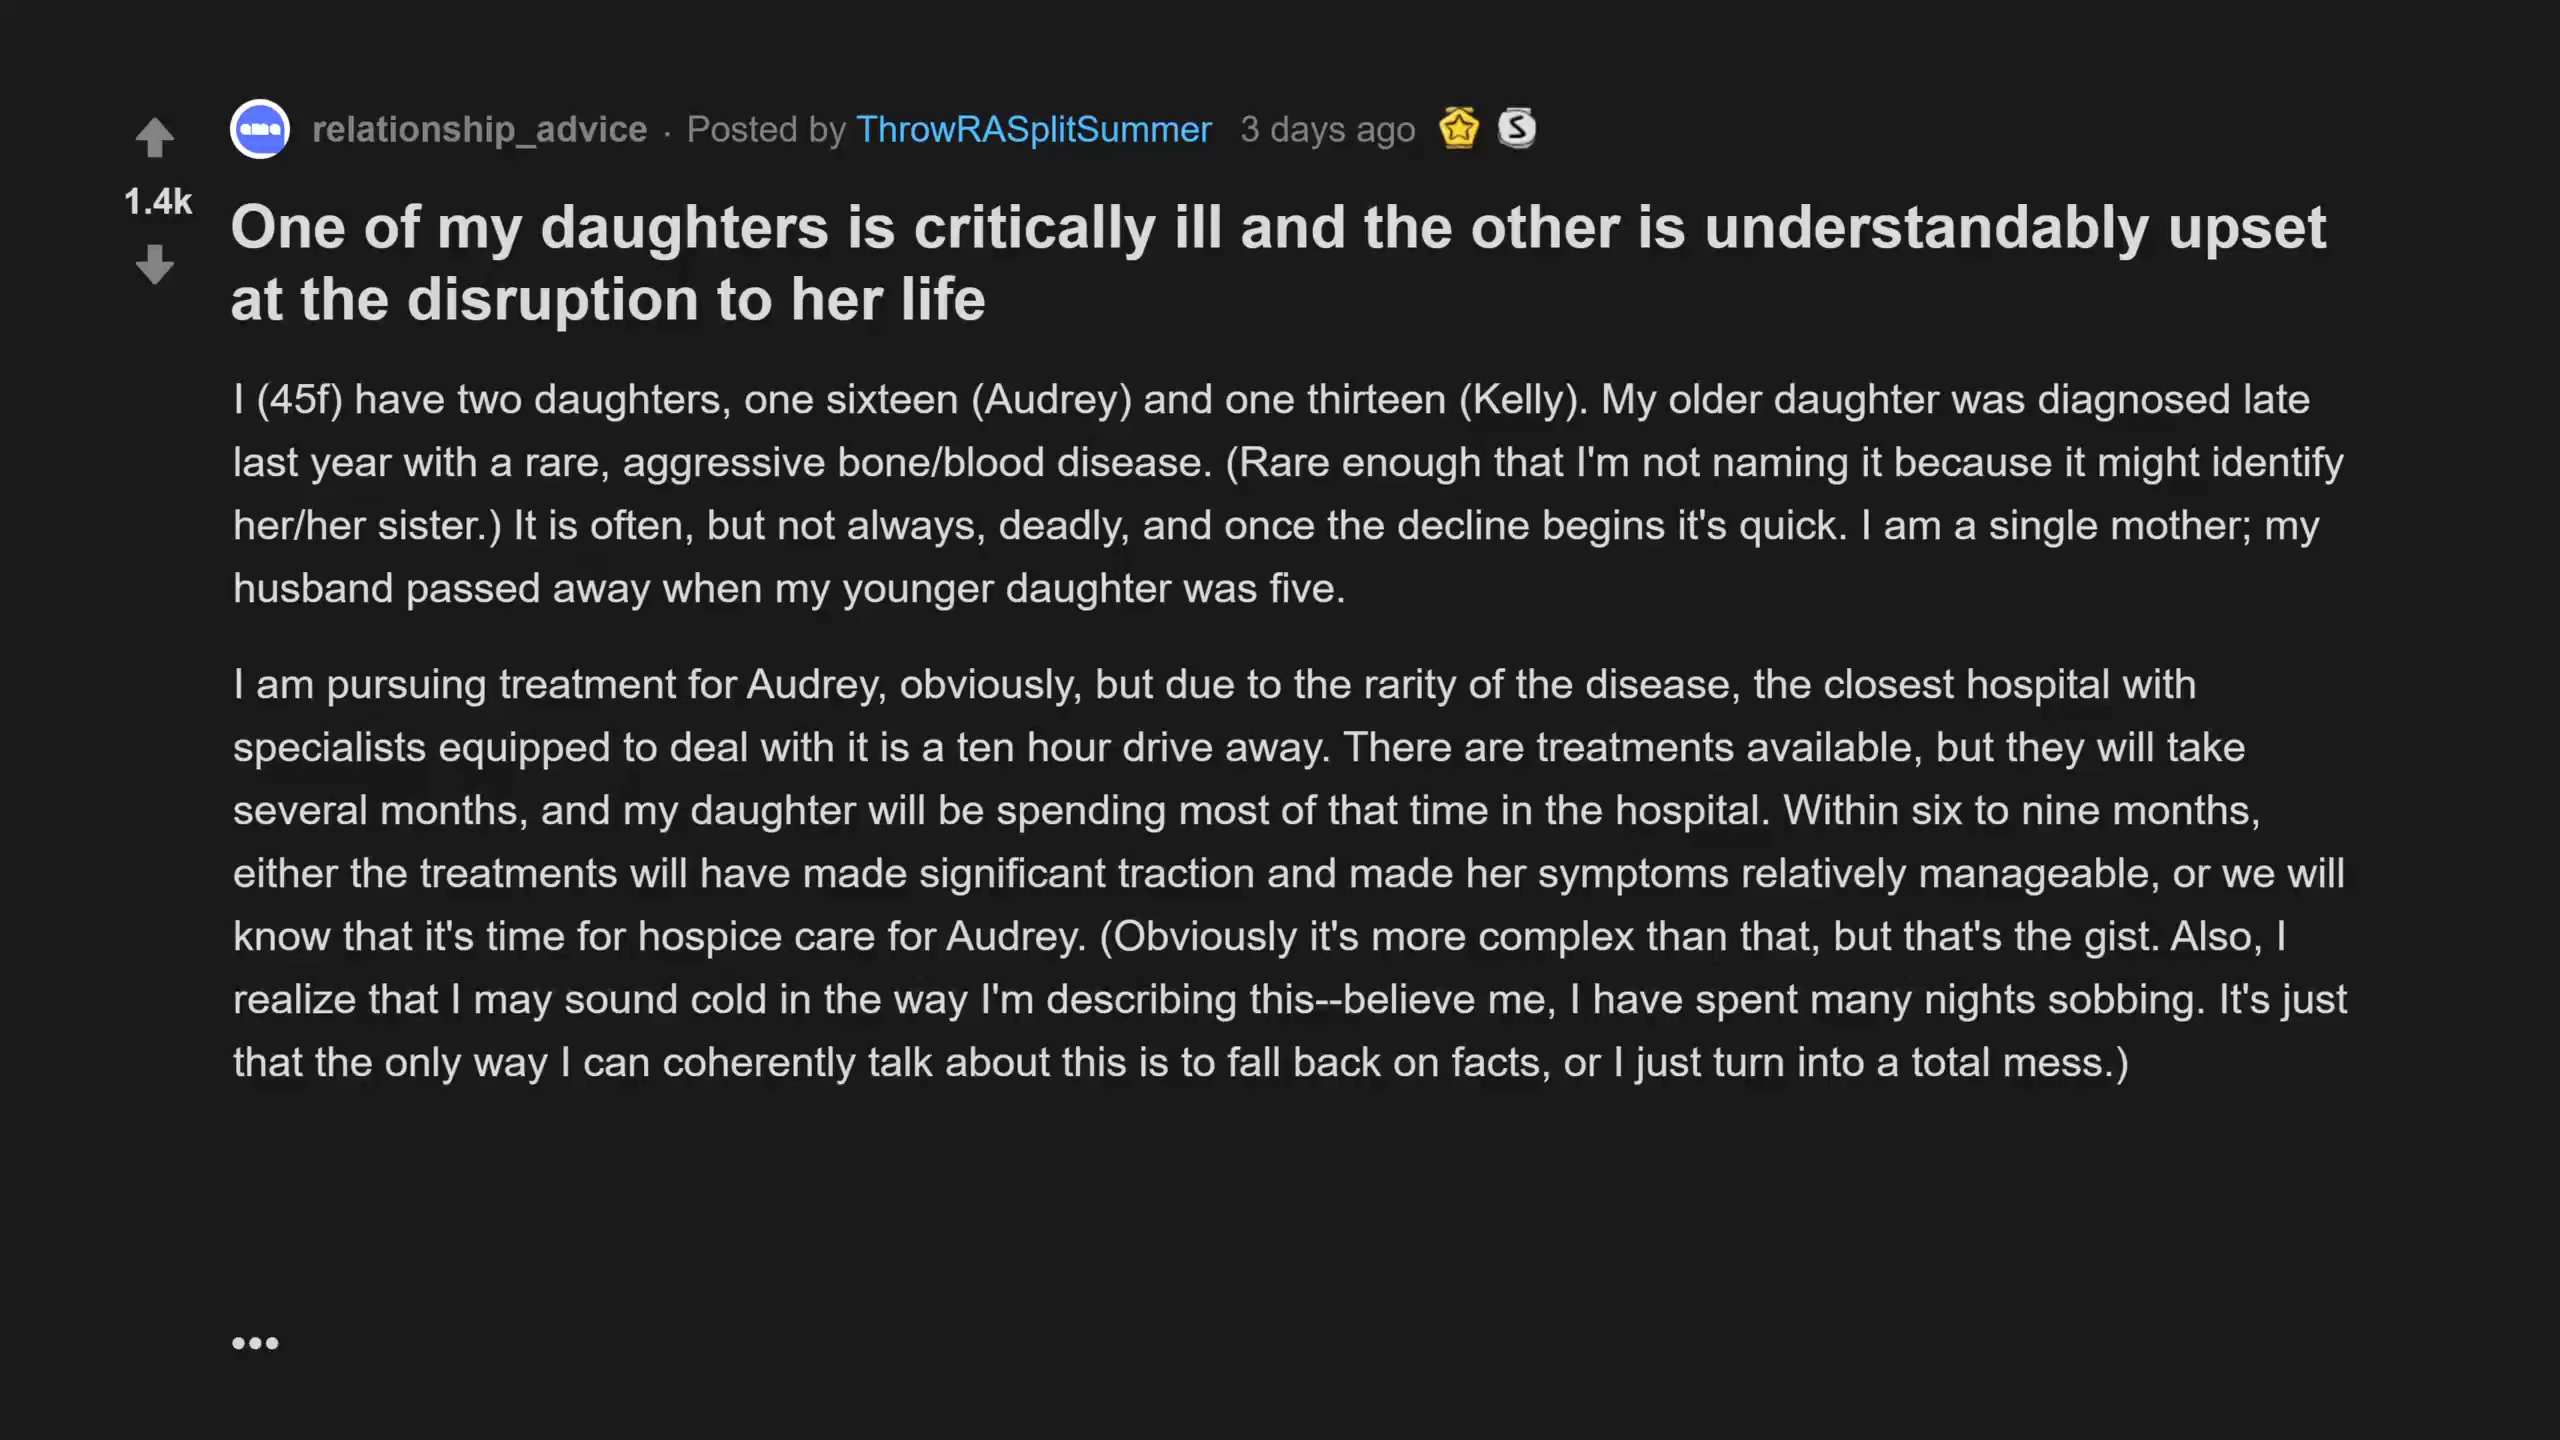 relationship_advice · Posted by ThrowRASplitSummer 3 days ago
1.4k
One of my daughters is critically ill and the other is understandably upset
at the disruption to her life
I (45f) have two daughters, one sixteen (Audrey) and one thirteen (Kelly). My older daughter was diagnosed late
last year with a rare, aggressive bone/blood disease. (Rare enough that I'm not naming it because it might identify
her/her sister.) It is often, but not always, deadly, and once the decline begins it's quick. I am a single mother; my
husband passed away when my younger daughter was five.
I am pursuing treatment for Audrey, obviously, but due to the rarity of the disease, the closest hospital with
specialists equipped to deal with it is a ten hour drive away. There are treatments available, but they will take
several months, and my daughter will be spending most of that time in the hospital. Within six to nine months,
either the treatments will have made significant traction and made her symptoms relatively manageable, or we will
know that it's time for hospice care for Audrey. (Obviously it's more complex than that, but that's the gist. Also, I
realize that I may sound cold in the way I'm describing this--believe me, I have spent many nights sobbing. It's just
that the only way I can coherently talk about this is to fall back on facts, or I just turn into a total mess.)
•••